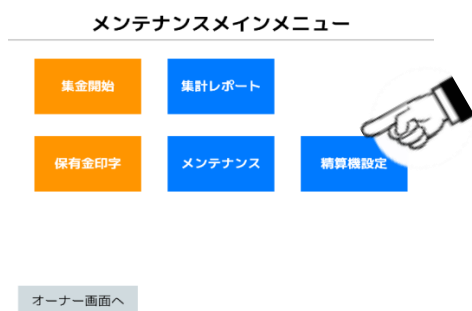 メンテナンスメインメニュー
集金開始
集計レポート
保有金印字
メンテナンス
精算機設定
オーナー画面へ